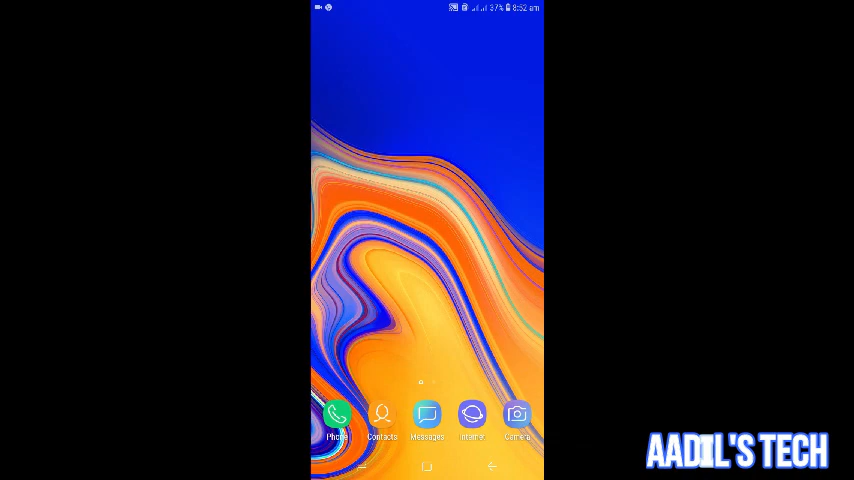 37% 8:52 am
Phone Contacts Messages Internet Camera
AADIL'S TECH